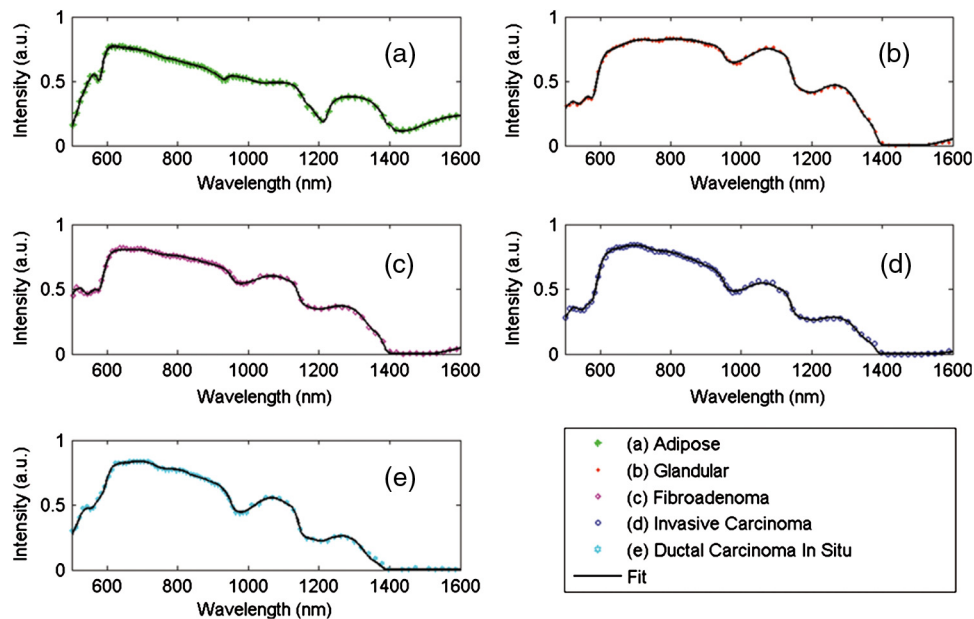 1
0.5
0
Intensity (a.u.)
(a)
600 800 1000 1200 1400 1600
Wavelength (nm)
1
0.5
0
Intensity (a.u.)
(b)
600 800 1000 1200 1400 1600
Wavelength (nm)
1
0.5
0
Intensity (a.u.)
(c)
600 800 1000 1200 1400 1600
Wavelength (nm)
1
0.5
0
Intensity (a.u.)
(d)
600 800 1000 1200 1400 1600
Wavelength (nm)
1
0.5
0
Intensity (a.u.)
(e)
600 800 1000 1200 1400 1600
Wavelength (nm)
(a) Adipose
(b) Glandular
(c) Fibroadenoma
(d) Invasive Carcinoma
(e) Ductal Carcinoma In Situ
Fit